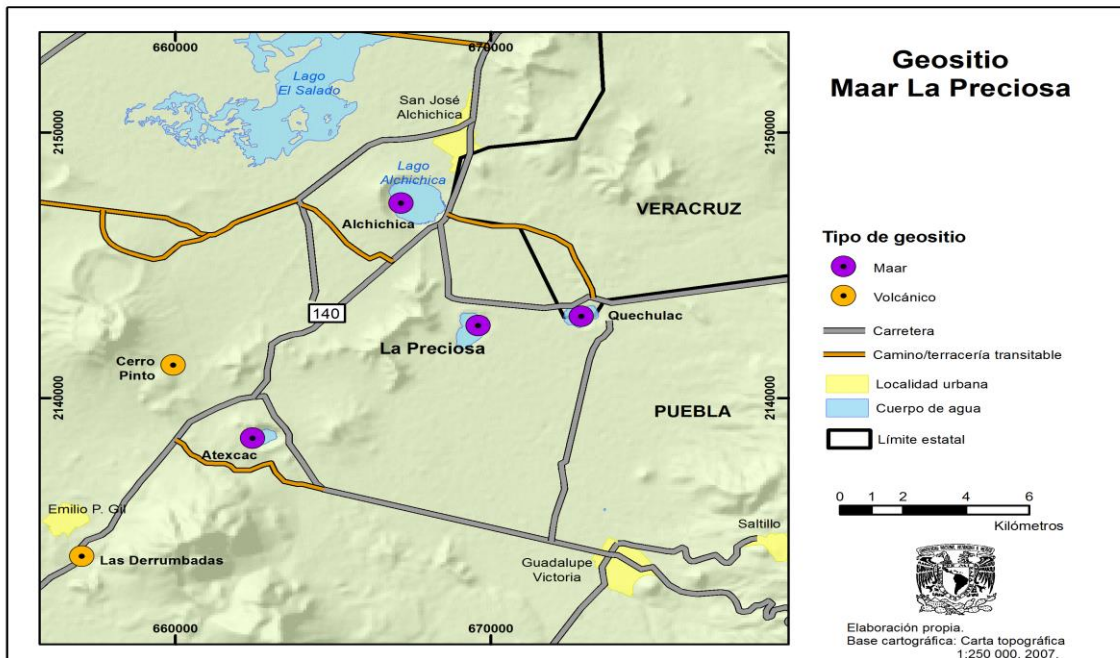 Geositio
Maar La Preciosa
660000
670000
2150000
2150000
2140000
2140000
660000
670000
Lago
El Salado
San José
Alchichica
Lago
Alchichica
Alchichica
VERACRUZ
140
La Preciosa
Quechulac
Cerro
Pinto
PUEBLA
Atexcac
Emilio P. Gil
Las Derrumbadas
Guadalupe
Victoria
Saltillo
Tipo de geositio
Maar
Volcánico
Carretera
Camino/terracería transitable
Localidad urbana
Cuerpo de agua
Límite estatal
0 1 2 4 6
Kilómetros
Elaboración propia.
Base cartográfica: Carta topográfica
1:250 000, 2007.